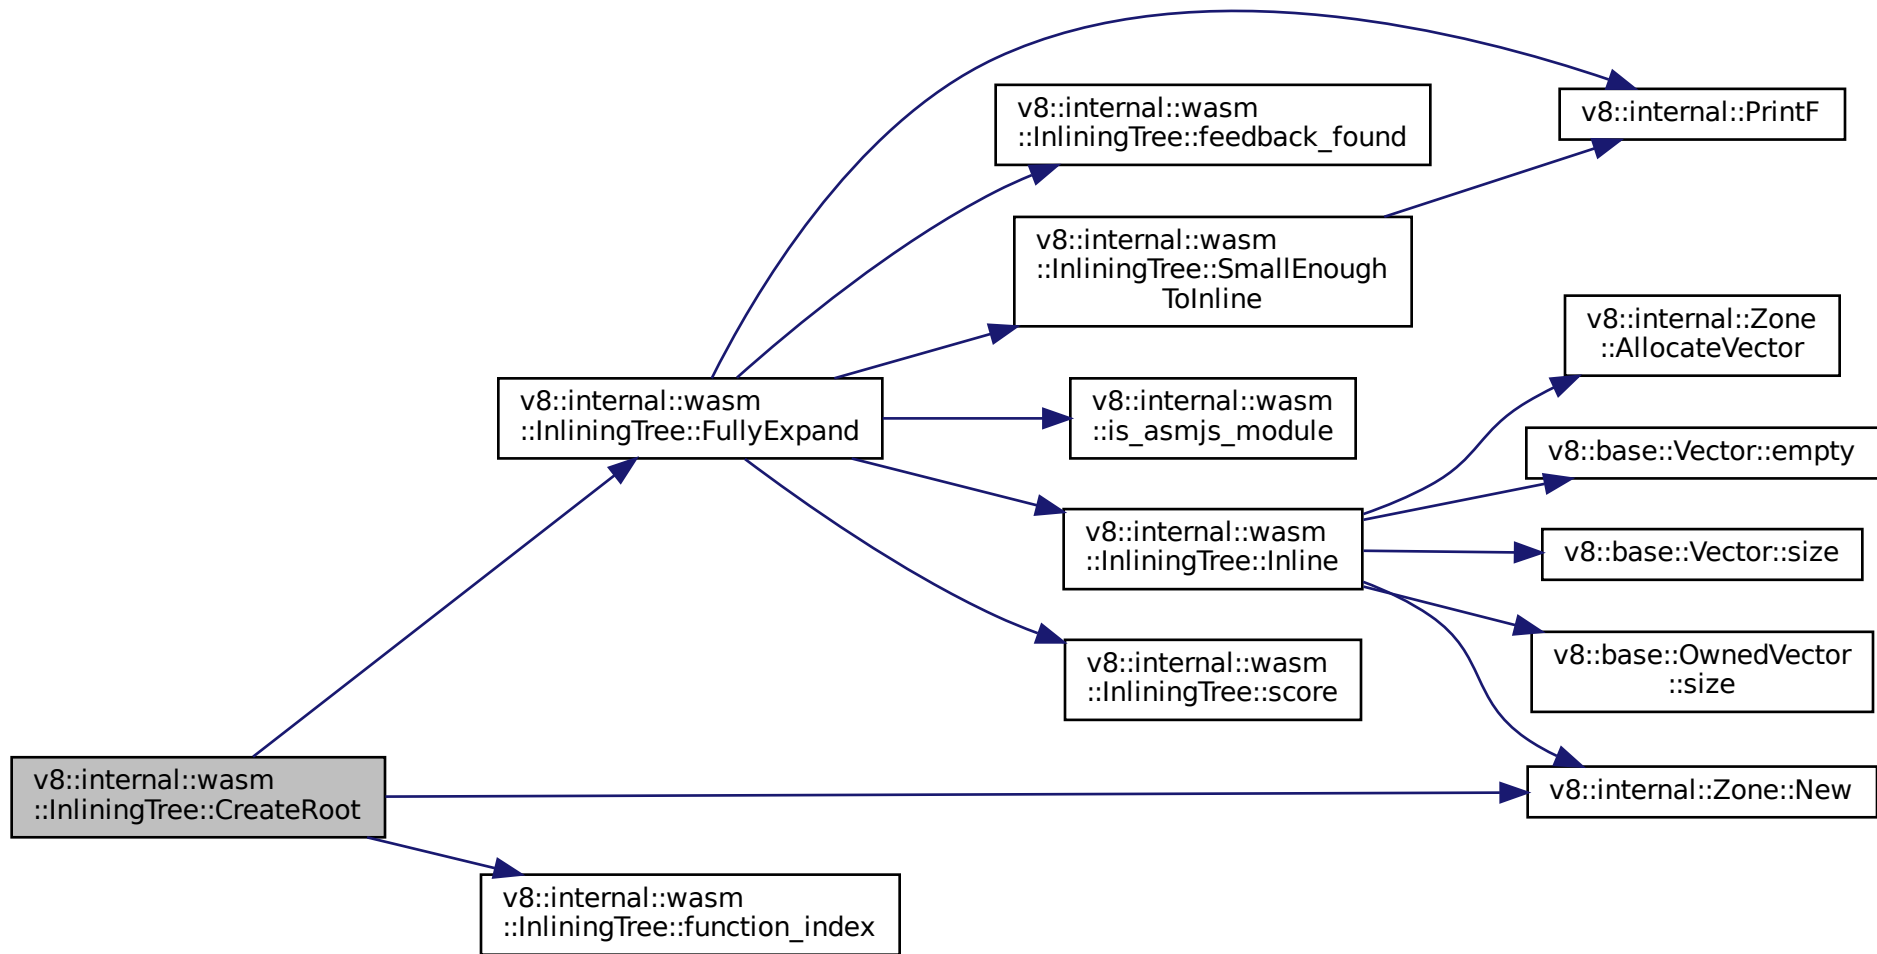 v8::internal::wasm
::InliningTree::CreateRoot
v8::internal::wasm
::InliningTree::FullyExpand
v8::internal::wasm
::InliningTree::function_index
v8::internal::wasm
::InliningTree::feedback_found
v8::internal::wasm
::InliningTree::SmallEnough
ToInline
v8::internal::wasm
::is_asmjs_module
v8::internal::wasm
::InliningTree::Inline
v8::internal::wasm
::InliningTree::score
v8::internal::PrintF
v8::internal::Zone
::AllocateVector
v8::base::Vector::empty
v8::base::Vector::size
v8::base::OwnedVector
::size
v8::internal::Zone::New